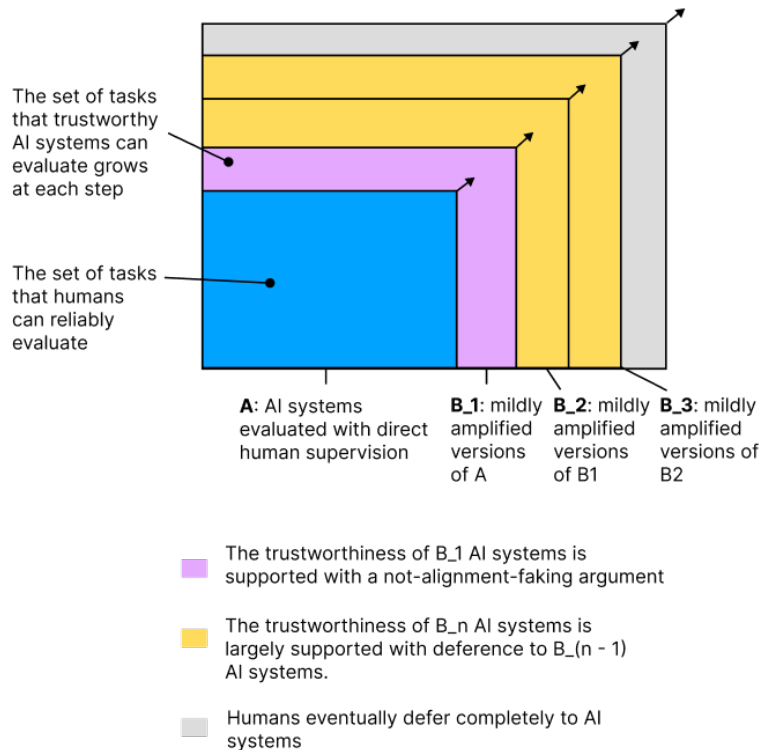 The set of tasks
that trustworthy
AI systems can
evaluate grows
at each step
The set of tasks
that humans
can reliably
evaluate
A: AI systems
evaluated with direct
human supervision
B_1: mildly
amplified
versions
of A
B_2: mildly
amplified
versions
of B1
B_3: mildly
amplified
versions of
B2
The trustworthiness of B_1 AI systems is
supported with a not-alignment-faking argument
The trustworthiness of B_n AI systems is
largely supported with deference to B_(n - 1)
AI systems.
Humans eventually defer completely to AI
systems